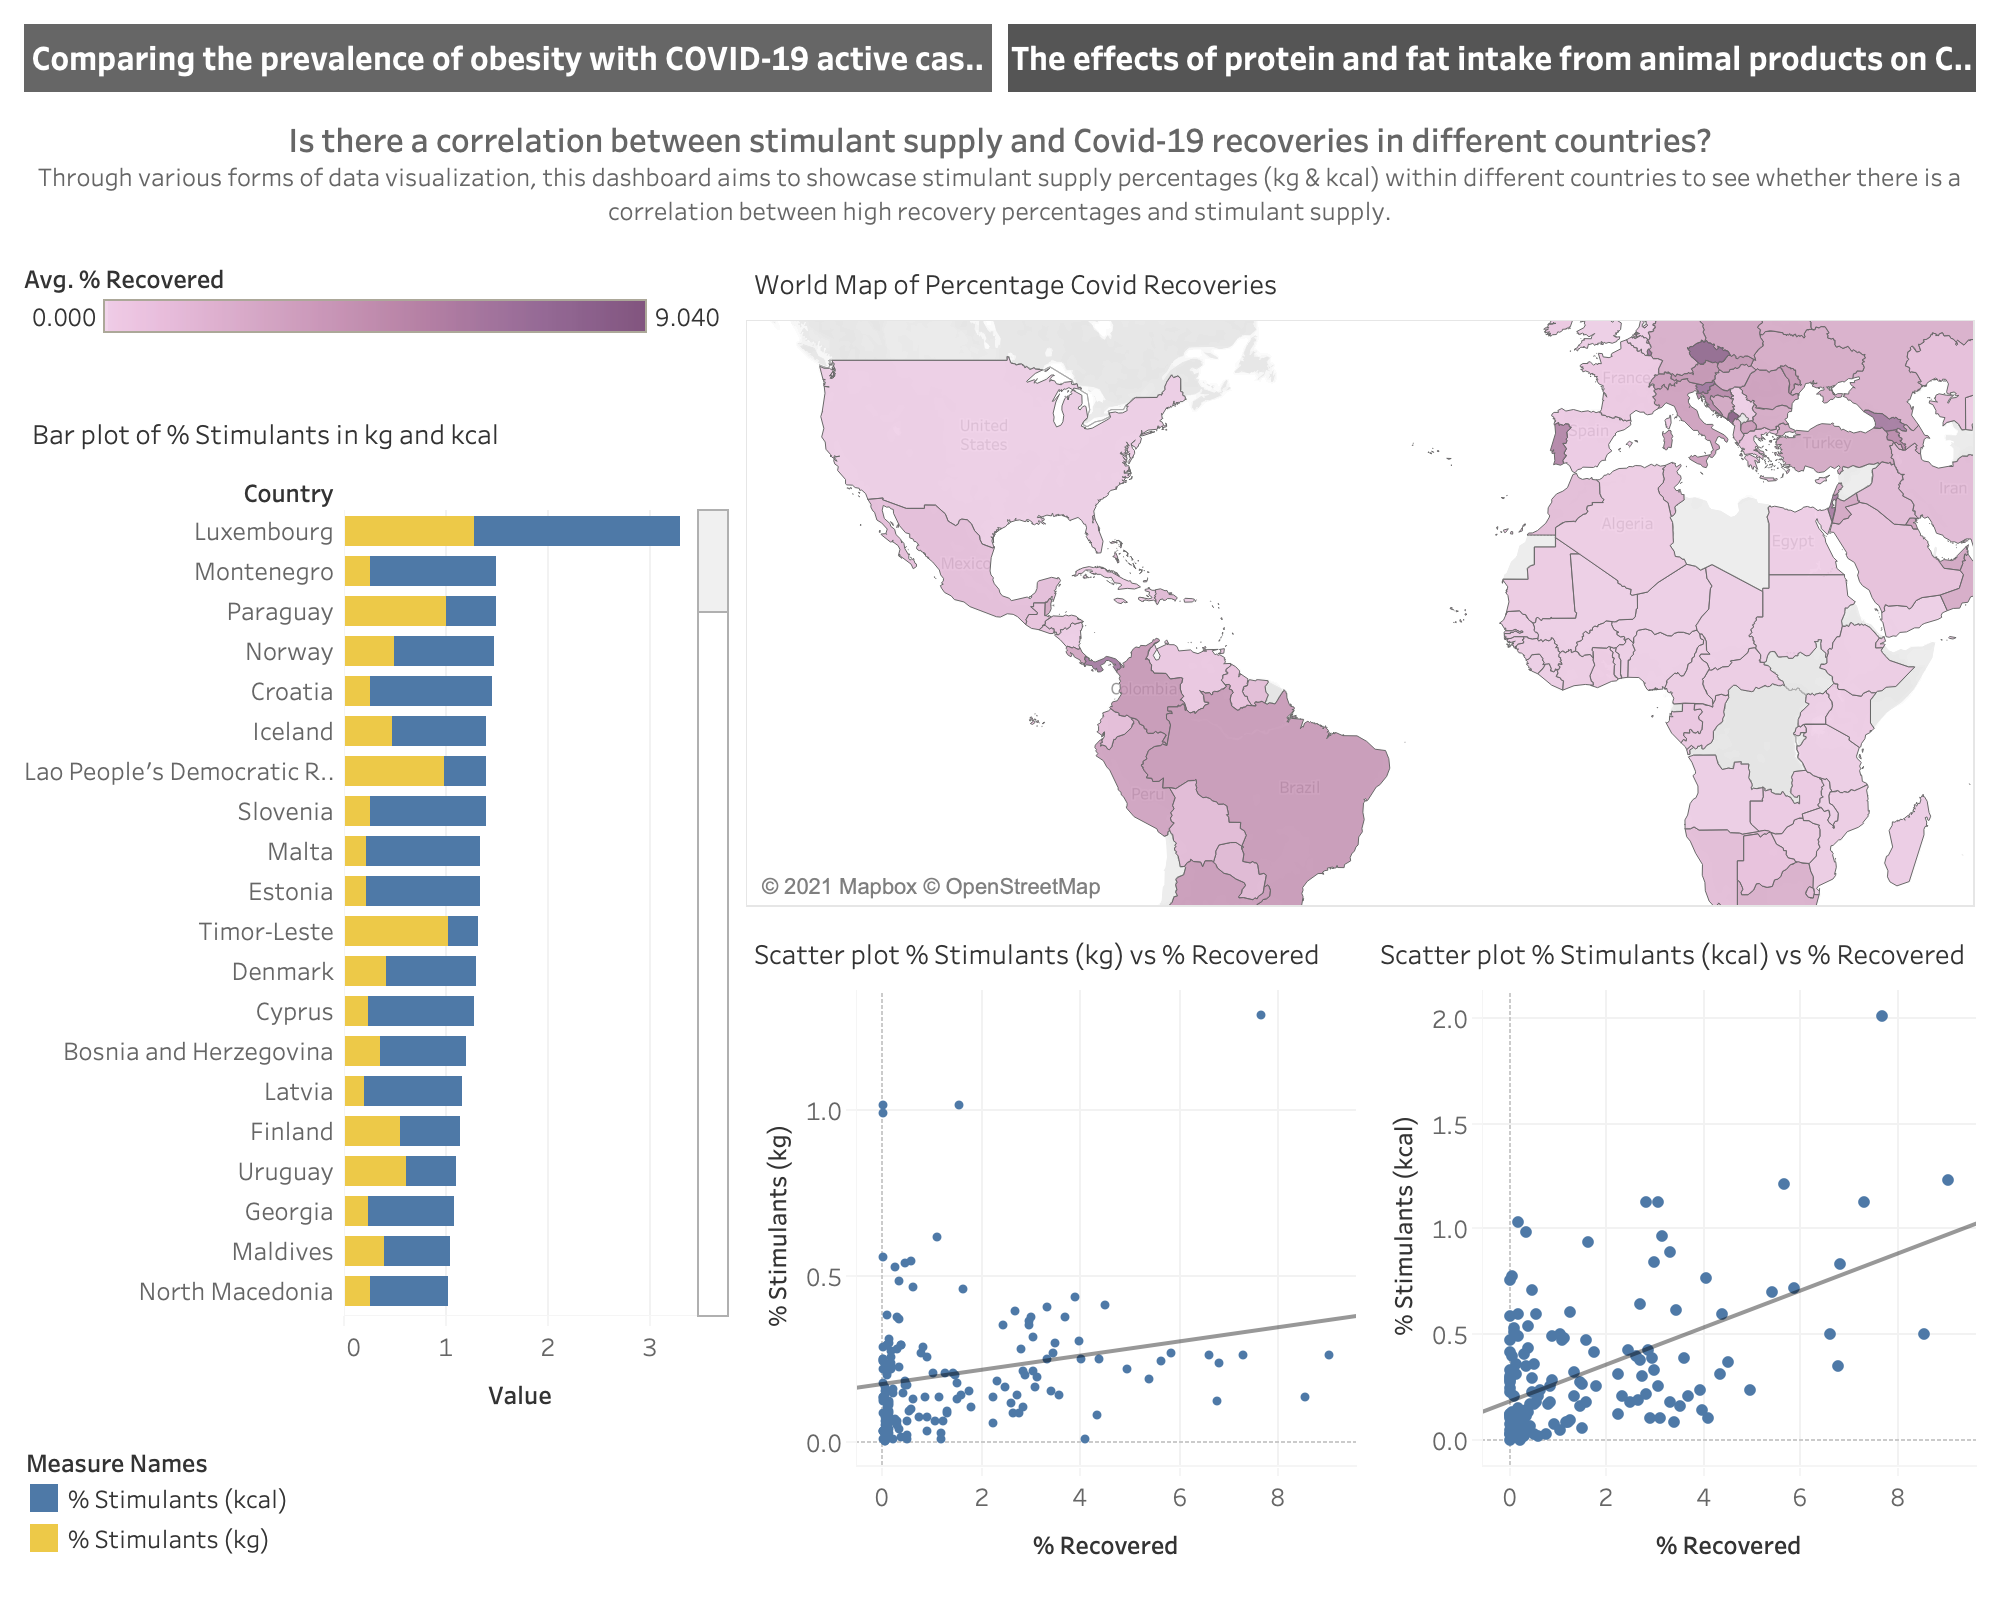 Comparing the prevalence of obesity with COVID-19 active cas..
The effects of protein and fat intake from animal products on C..
Is there a correlation between stimulant supply and Covid-19 recoveries in different countries?
Through various forms of data visualization, this dashboard aims to showcase stimulant supply percentages (kg & kcal) within different countries to see whether there is a
correlation between high recovery percentages and stimulant supply.
Avg. % Recovered
0.000
9.040
Bar plot of % Stimulants in kg and kcal
Country
Luxembourg
Montenegro
Paraguay
Norway
Croatia
Iceland
Lao People's Democratic R..
Slovenia
Malta
Estonia
Timor-Leste
Denmark
Cyprus
Bosnia and Herzegovina
Latvia
Finland
Uruguay
Georgia
Maldives
North Macedonia
0 1 2 3
Value
Measure Names
% Stimulants (kcal)
% Stimulants (kg)
World Map of Percentage Covid Recoveries
United
States
Mexico
Colombia
Peru
Brazil
France
Spain
Turkey
Iran
Algeria
Egypt
© 2021 Mapbox © OpenStreetMap
Scatter plot % Stimulants (kg) vs % Recovered
% Stimulants (kg)
1.0
0.5
0.0
0 2 4 6 8
% Recovered
Scatter plot % Stimulants (kcal) vs % Recovered
% Stimulants (kcal)
2.0
1.5
1.0
0.5
0.0
0 2 4 6 8
% Recovered